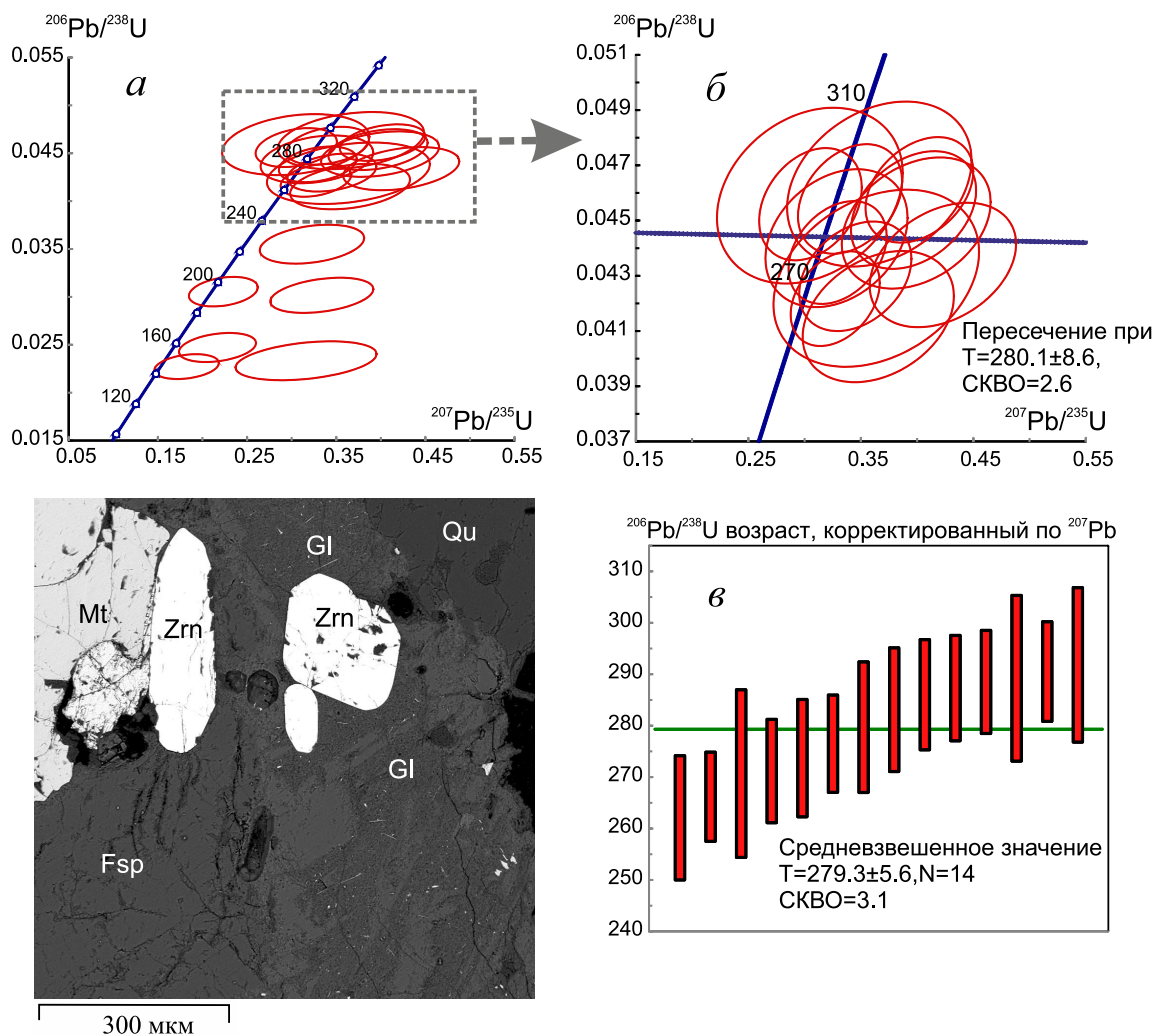 ²⁰⁶Pb/²³⁸U
0.055
а
320
280
0.045
240
0.035
200
160
0.025
120
²⁰⁷Pb/²³⁵U
0.015
0.05
0.15
0.25
0.35
0.45
0.55
²⁰⁶Pb/²³⁸U
0.051
б
310
0.049
0.047
0.045
270
0.043
0.041
Пересечение при
T=280.1±8.6,
СКВО=2.6
0.039
²⁰⁷Pb/²³⁵U
0.037
0.15
0.25
0.35
0.45
0.55
Gl
Qu
Mt
Zrn
Zrn
Gl
Fsp
300 мкм
²⁰⁶Pb/²³⁸U возраст, корректированный по ²⁰⁷Pb
310
в
300
290
280
270
260
250
240
Средневзвешенное значение
T=279.3±5.6,N=14
СКВО=3.1